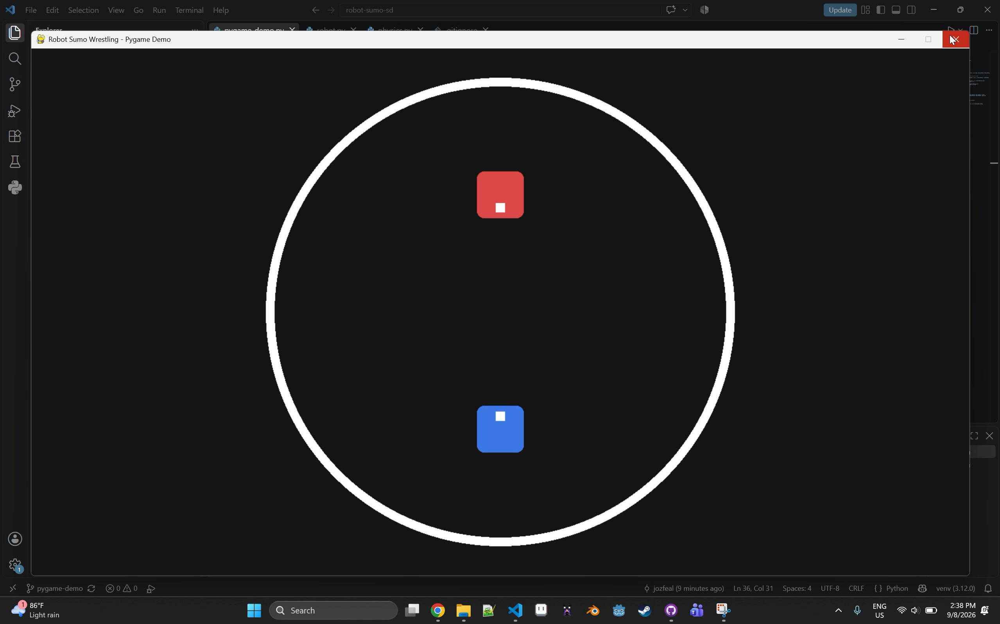 File Edit Selection View Go Run Terminal Help
robot-sumo-sd
Update
Explorer
pygame-demo.py robot.py physics.py .gitignore
Robot Sumo Wrestling - Pygame Demo
1
pygame-demo 0 0
jozfeal (9 minutes ago) Ln 36, Col 31 Spaces: 4 UTF-8 CRLF { } Python venv (3.12.0)
1
86°F
Light rain
Search
ENG
US
2:38 PM
9/8/2026